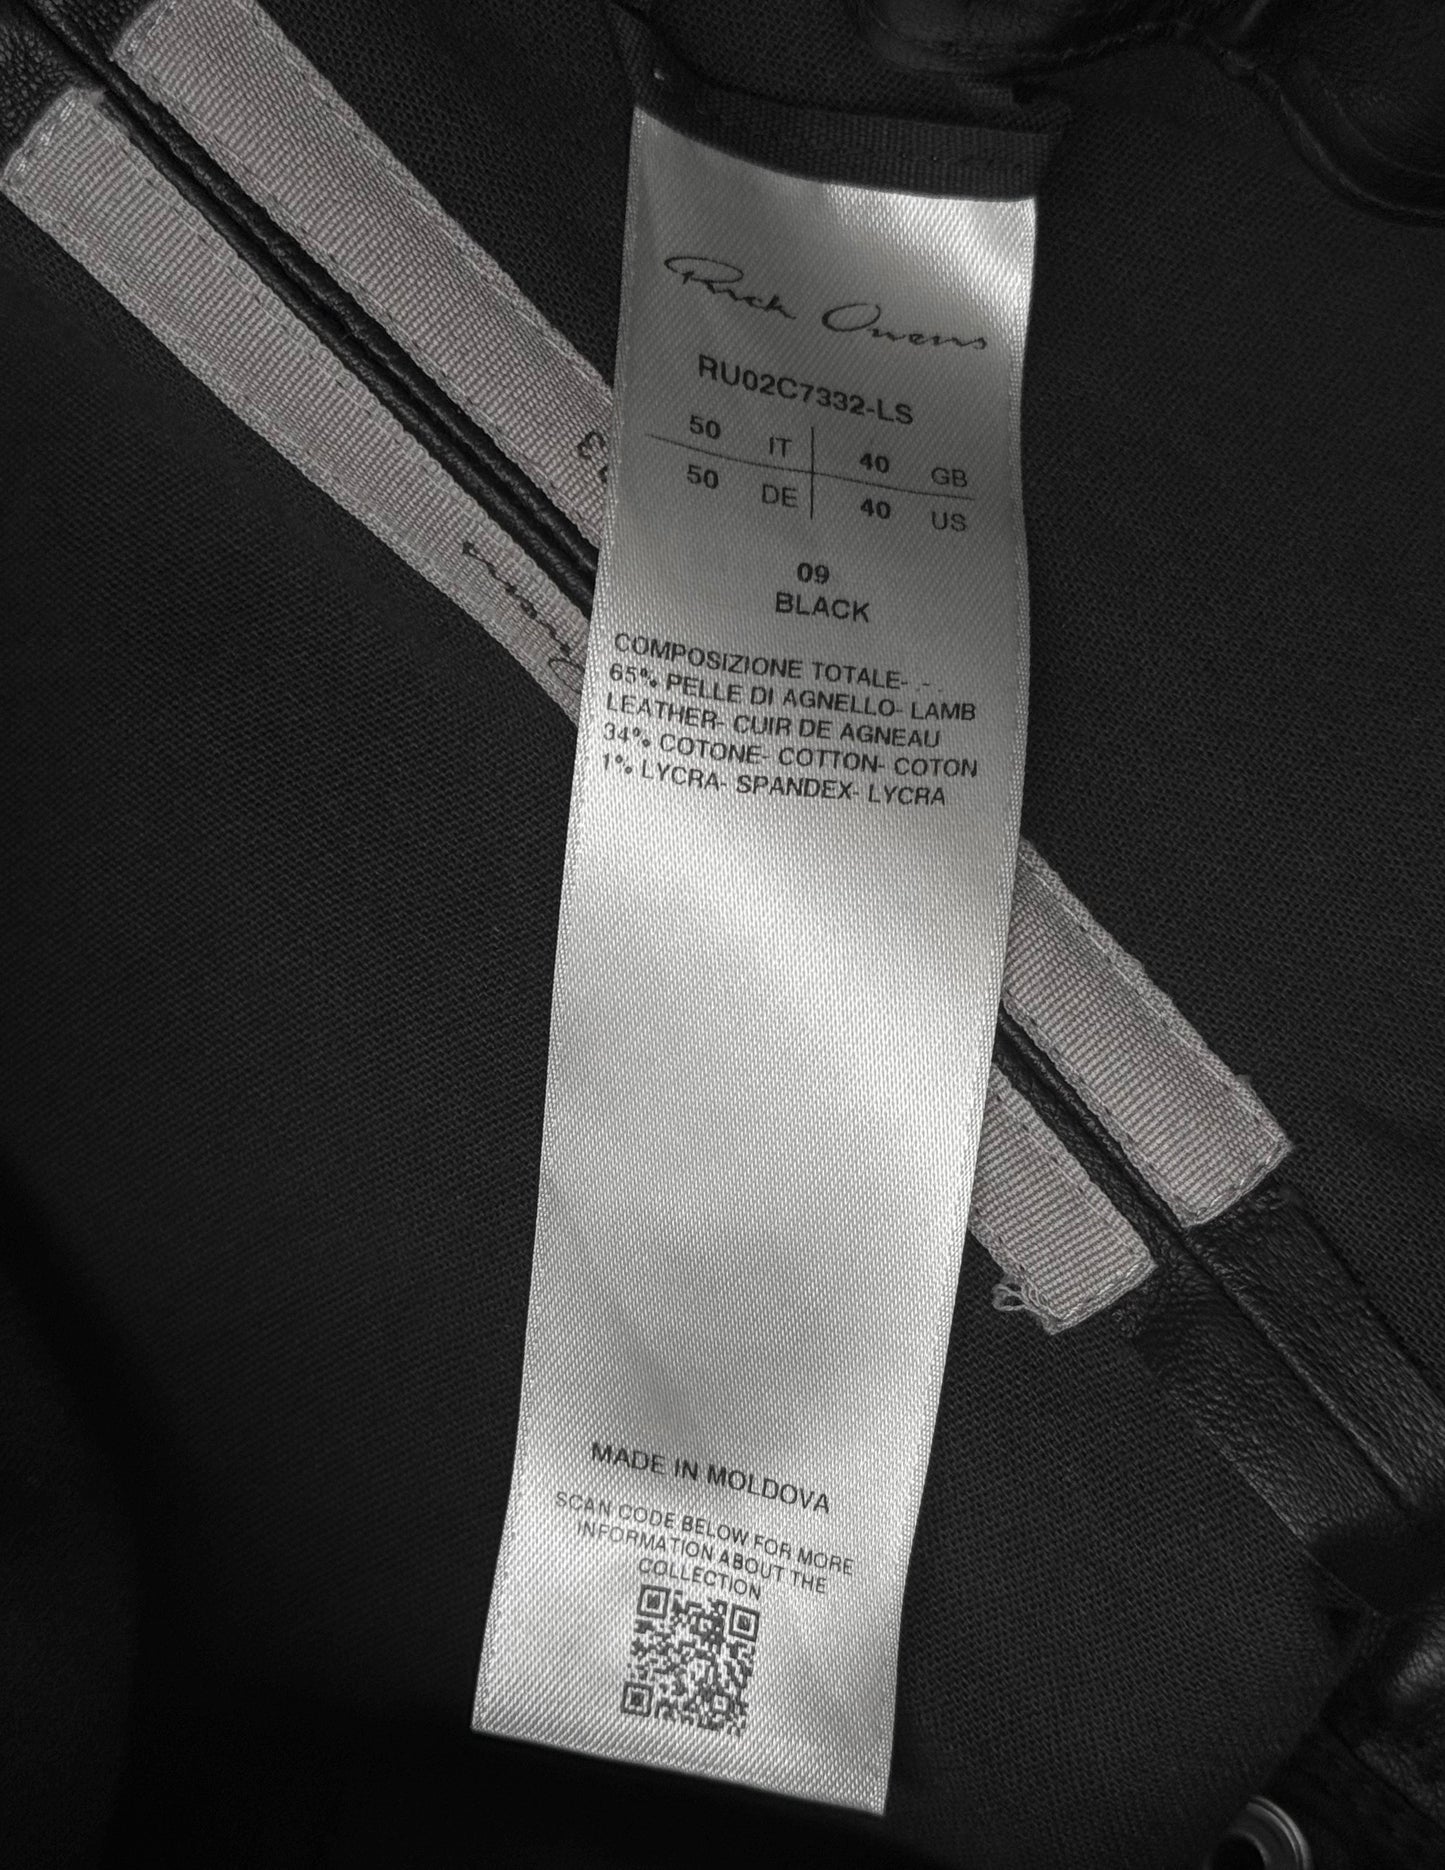 Rick Owens
RU02C7332-LS
50 IT 40 GB
50 DE 40 US
09
BLACK
COMPOSIZIONE TOTALE- .- .
65% PELLE DI AGNELLO- LAMB
LEATHER- CUIR DE AGNEAU
34% COTONE- COTTON- COTON
1% LYCRA- SPANDEX- LYCRA
MADE IN MOLDOVA
SCAN CODE BELOW FOR MORE
INFORMATION ABOUT THE
COLLECTION